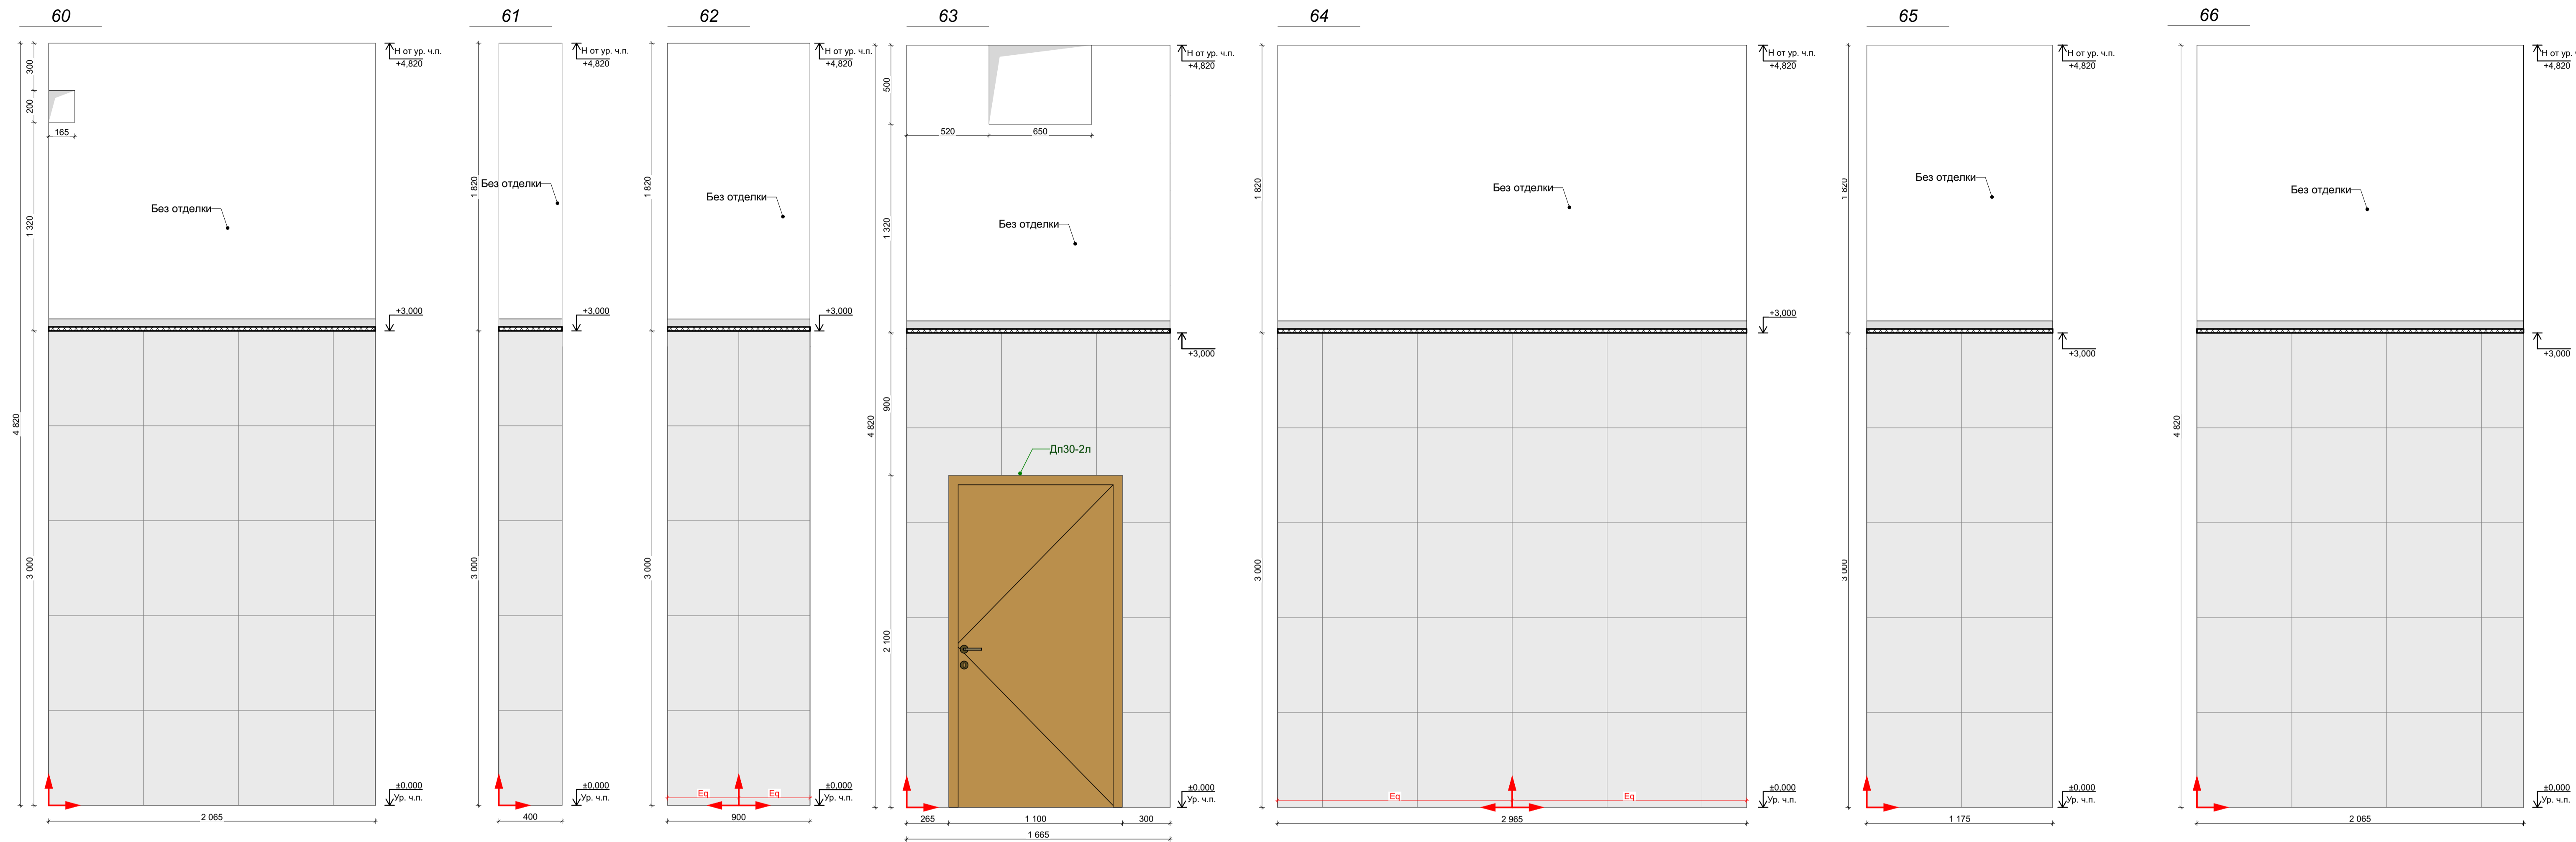 60
Н от ур. ч.п.
+4,820
300
200
165
1 320
4 820
3 000
Без отделки
+3,000
±0,000
Ур. ч.п.
2 065
61
Н от ур. ч.п.
+4,820
1 820
Без отделки
+3,000
3 000
±0,000
Ур. ч.п.
400
62
Н от ур. ч.п.
+4,820
1 820
Без отделки
+3,000
3 000
Eq
Eq
±0,000
Ур. ч.п.
900
63
Н от ур. ч.п.
+4,820
500
520
650
1 320
Без отделки
+3,000
900
4 820
Дп30-2л
2 100
±0,000
Ур. ч.п.
265
1 100
300
1 665
64
Н от ур. ч.п.
+4,820
1 820
Без отделки
+3,000
3 000
Eq
Eq
±0,000
Ур. ч.п.
2 965
65
Н от ур. ч.п.
+4,820
1 820
Без отделки
+3,000
3 000
±0,000
Ур. ч.п.
1 175
66
Н от ур.
+4,820
Без отделки
+3,000
4 820
±0,000
Ур. ч.п.
2 065